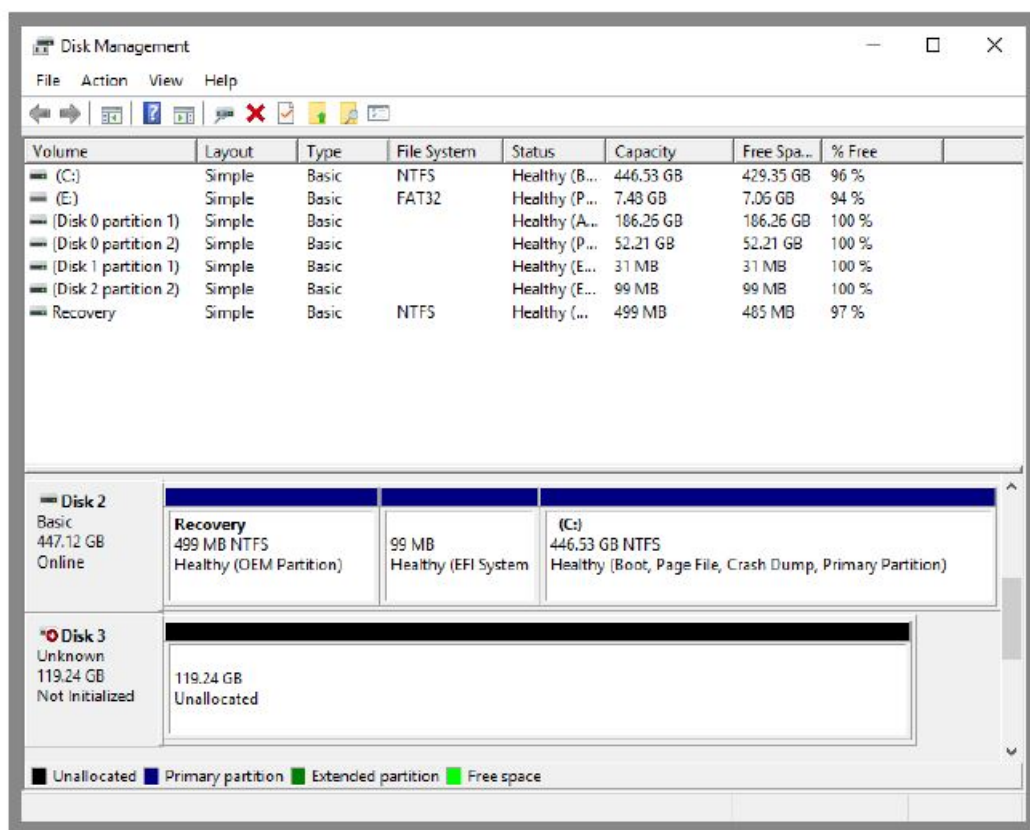 Disk Management
File Action View Help
Volume Layout Type File System Status Capacity Free Spa... % Free
(C:) Simple Basic NTFS Healthy (B... 446.53 GB 429.35 GB 96 %
(E:) Simple Basic FAT32 Healthy (P... 7.48 GB 7.06 GB 94 %
(Disk 0 partition 1) Simple Basic Healthy (A... 186.26 GB 186.26 GB 100 %
(Disk 0 partition 2) Simple Basic Healthy (P... 52.21 GB 52.21 GB 100 %
(Disk 1 partition 1) Simple Basic Healthy (E... 31 MB 31 MB 100 %
(Disk 2 partition 2) Simple Basic Healthy (E... 99 MB 99 MB 100 %
Recovery Simple Basic NTFS Healthy (... 499 MB 485 MB 97 %
Disk 2
Basic
447.12 GB
Online
Recovery
499 MB NTFS
Healthy (OEM Partition)
99 MB
Healthy (EFI System
(C:)
446.53 GB NTFS
Healthy (Boot, Page File, Crash Dump, Primary Partition)
Disk 3
Unknown
119.24 GB
Not Initialized
119.24 GB
Unallocated
Unallocated Primary partition Extended partition Free space